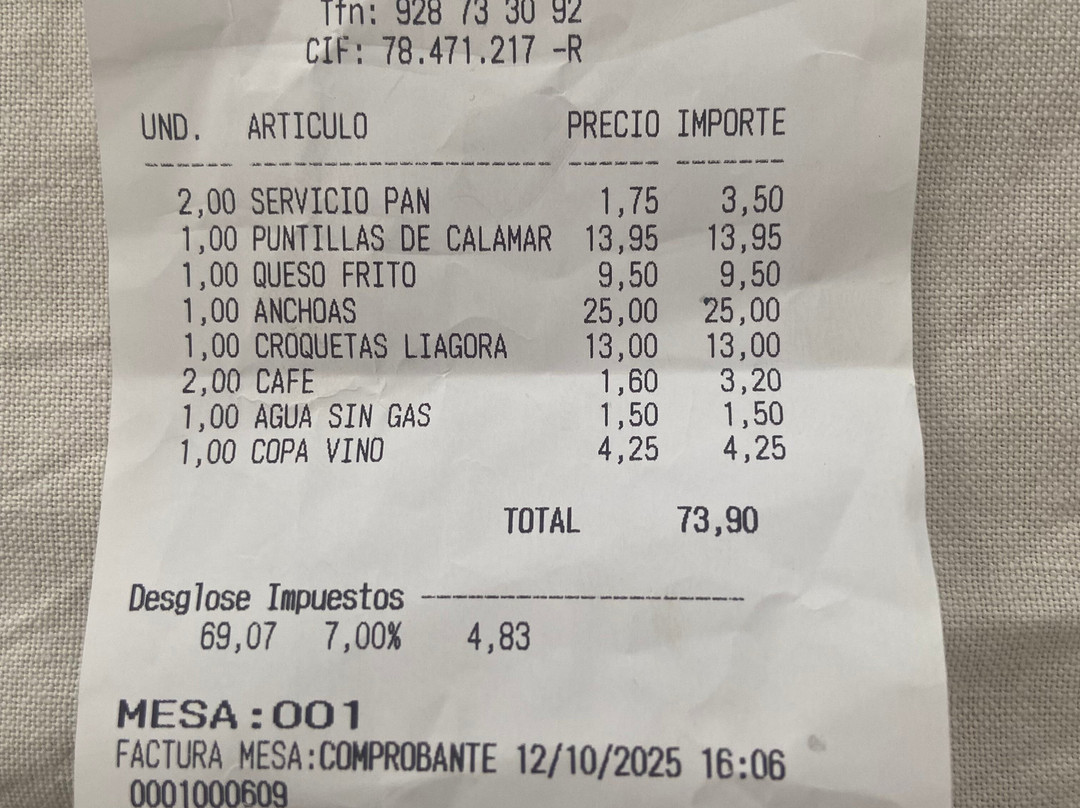 Tfn: 928 73 30 92
CIF: 78.471.217 -R
UND. ARTICULO PRECIO IMPORTE
2,00 SERVICIO PAN 1,75 3,50
1,00 PUNTILLAS DE CALAMAR 13,95 13,95
1,00 QUESO FRITO 9,50 9,50
1,00 ANCHOAS 25,00 25,00
1,00 CROQUETAS LIAGORA 13,00 13,00
2,00 CAFE 1,60 3,20
1,00 AGUA SIN GAS 1,50 1,50
1,00 COPA VINO 4,25 4,25
TOTAL 73,90
Desglose Impuestos
69,07 7,00% 4,83
MESA:001
FACTURA MESA:COMPROBANTE 12/10/2025 16:06
0001000609